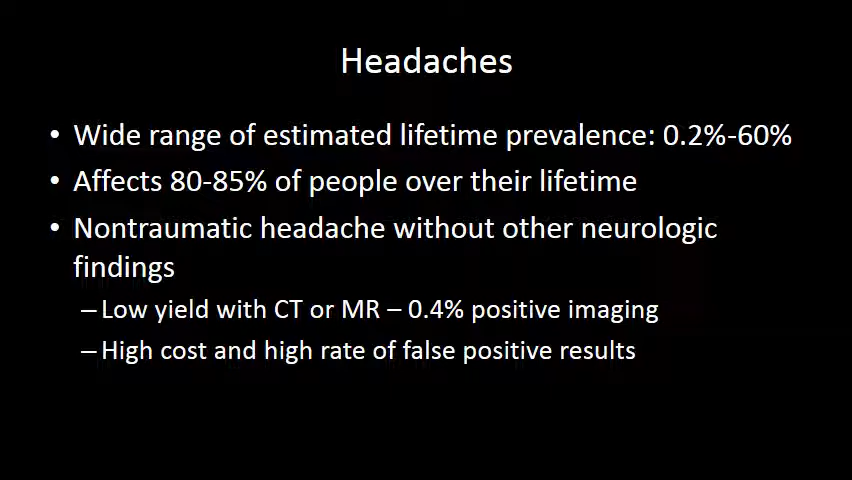 Headaches
• Wide range of estimated lifetime prevalence: 0.2%-60%
• Affects 80-85% of people over their lifetime
• Nontraumatic headache without other neurologic
findings
–Low yield with CT or MR – 0.4% positive imaging
–High cost and high rate of false positive results